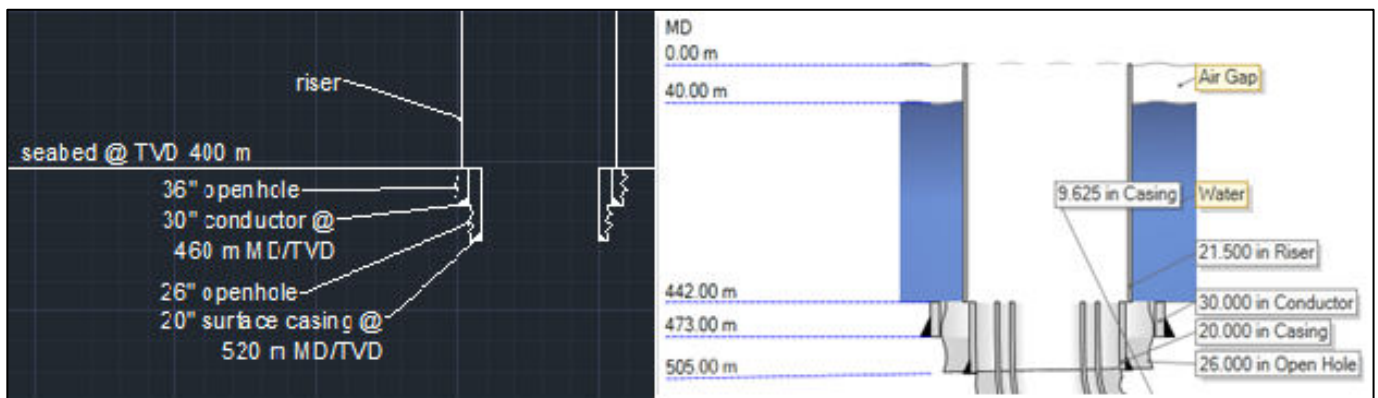 riser
seabed @ TVD 400 m
36" openhole
30" conductor @
460 m MD/TVD
26" openhole
20" surface casing @
520 m MD/TVD
MD
0.00 m
Air Gap
40.00 m
9.625 in Casing
Water
21.500 in Riser
442.00 m
30.000 in Conductor
473.00 m
20.000 in Casing
505.00 m
26.000 in Open Hole